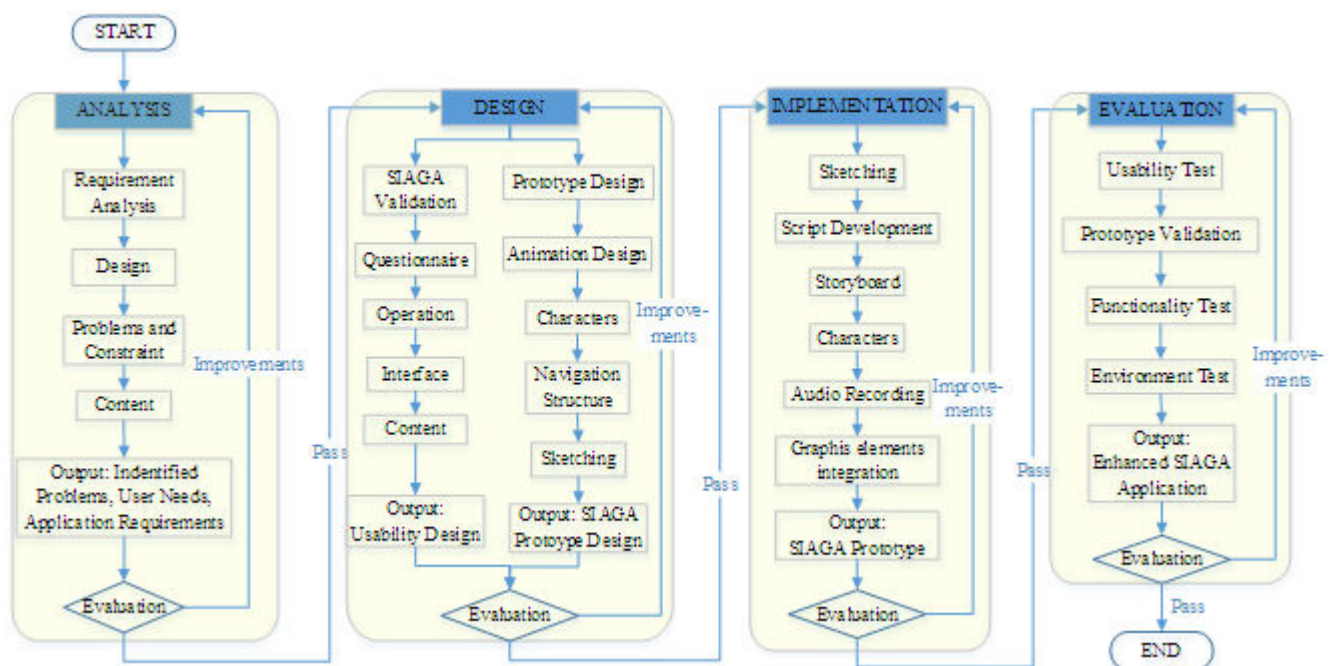 START
ANALYSIS
Requirement
Analysis
Design
Problems and
Constraint
Content
Output: Indentified
Problems, User Needs,
Application Requirements
Evaluation
Improvements
Pass
DESIGN
SIAGA
Validation
Questionnaire
Operation
Interface
Content
Output:
Usability Design
Prototype Design
Animation Design
Characters
Navigation
Structure
Sketching
Output: SIAGA
Protoype Design
Evaluation
Improve-
ments
Pass
IMPLEMENTATION
Sketching
Script Development
Storyboard
Characters
Audio Recording
Graphis elements
integration
Output:
SIAGA Prototype
Evaluation
Improve-
ments
Pass
EVALUATION
Usability Test
Prototype Validation
Functionality Test
Environment Test
Output:
Enhanced SIAGA
Application
Evaluation
Improve-
ments
Pass
END